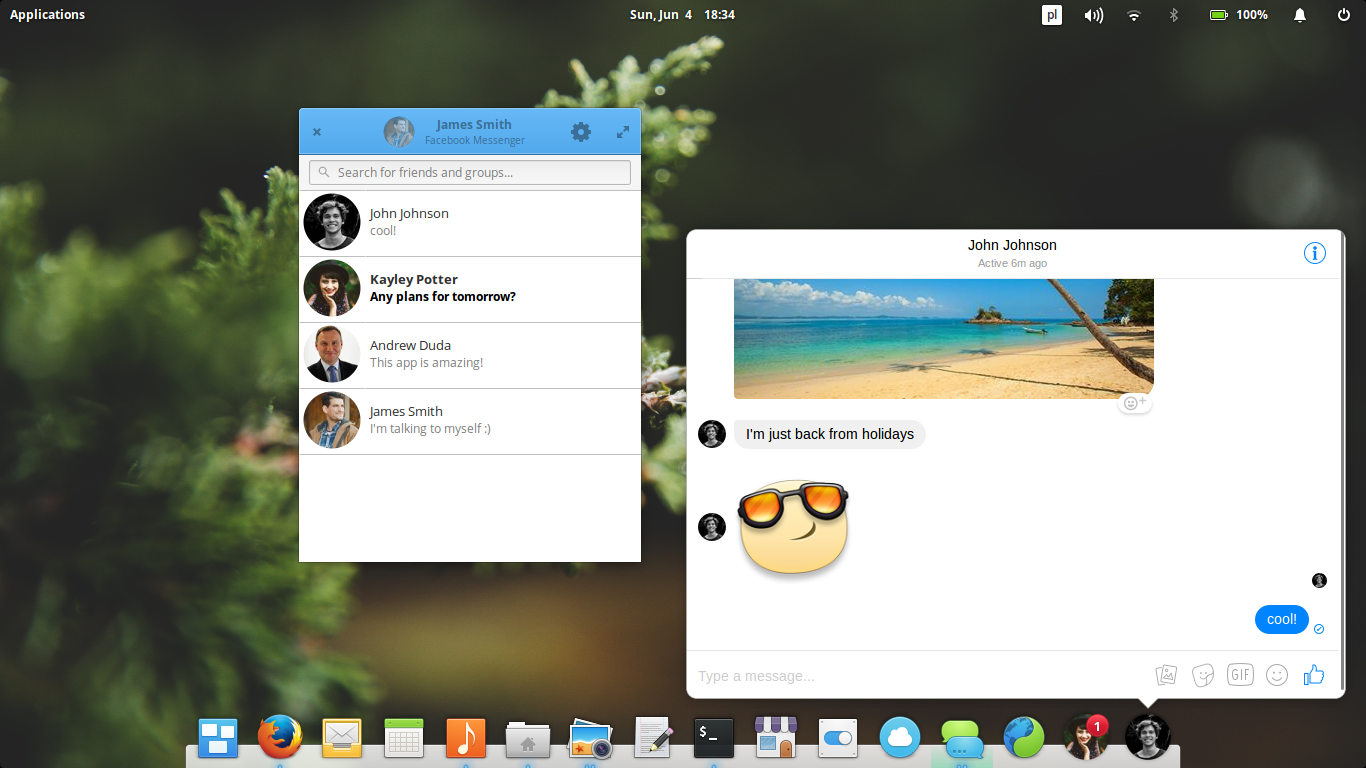 Applications
Sun, Jun 4 18:34
pl
100%
James Smith
Facebook Messenger
Search for friends and groups...
John Johnson
cool!
Kayley Potter
Any plans for tomorrow?
Andrew Duda
This app is amazing!
James Smith
I'm talking to myself :)
John Johnson
Active 6m ago
I'm just back from holidays
cool!
Type a message...
GIF
$_
1